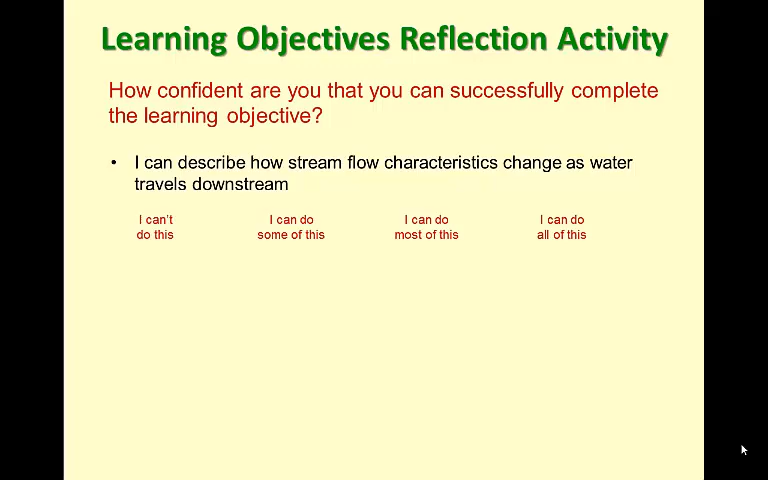 Learning Objectives Reflection Activity
How confident are you that you can successfully complete
the learning objective?
• I can describe how stream flow characteristics change as water
travels downstream
I can't I can do I can do I can do
do this some of this most of this all of this